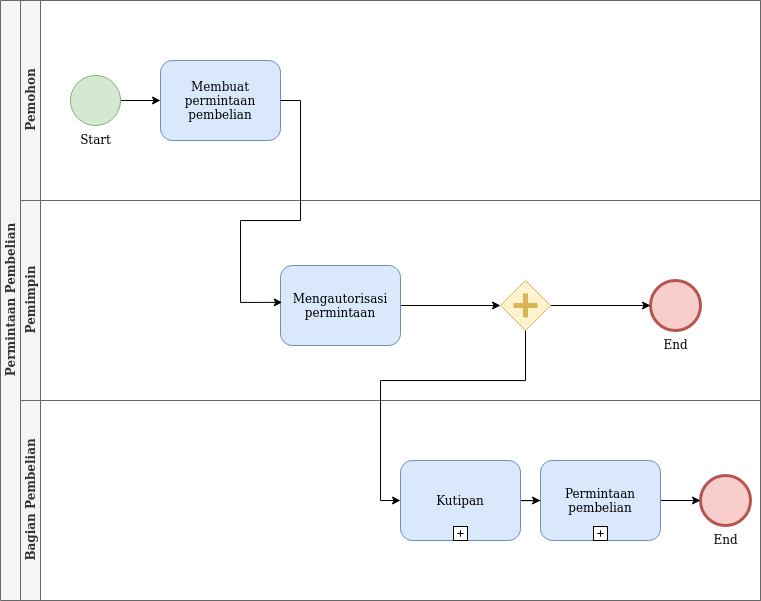 Permintaan Pembelian
Pemohon
Start
Membuat
permintaan
pembelian
Pemimpin
Mengautorisasi
permintaan
End
Bagian Pembelian
Kutipan
Permintaan
pembelian
End